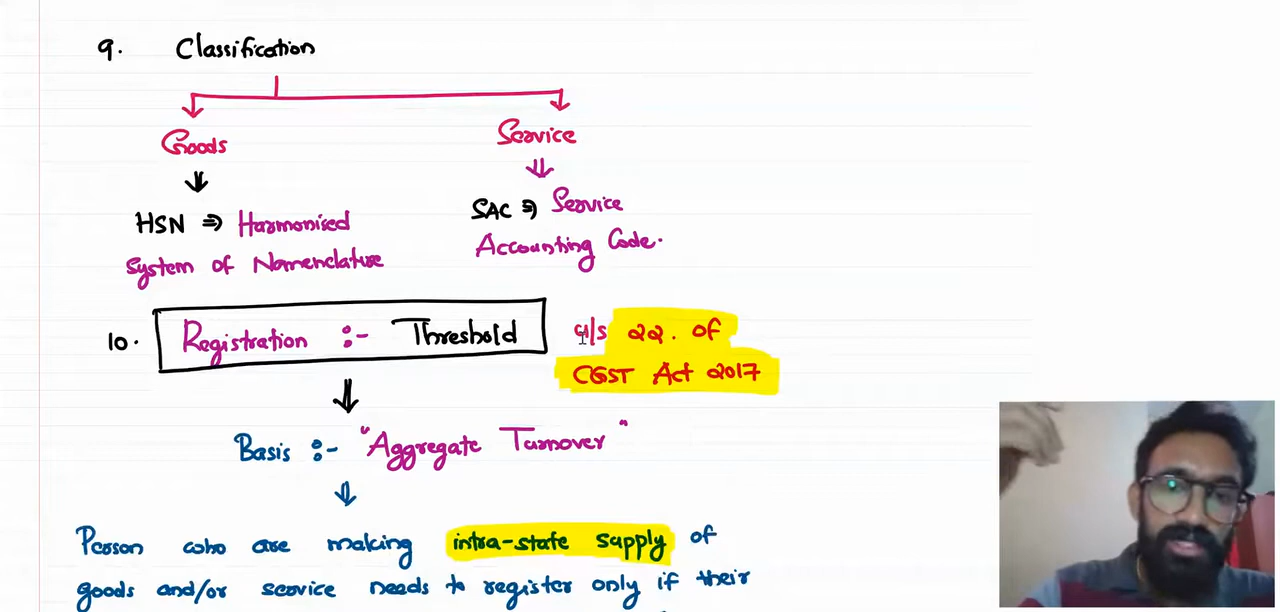 9. Classification
Goods
Service
HSN ⇒ Harmonised
System of Nomenclature
SAC ⇒ Service
Accounting Code.
10. Registration :- Threshold
u/s 22. of
CGST Act 2017
Basis :- "Aggregate Turnover"
Person who are making intra-state supply of
goods and/or service needs to register only if their